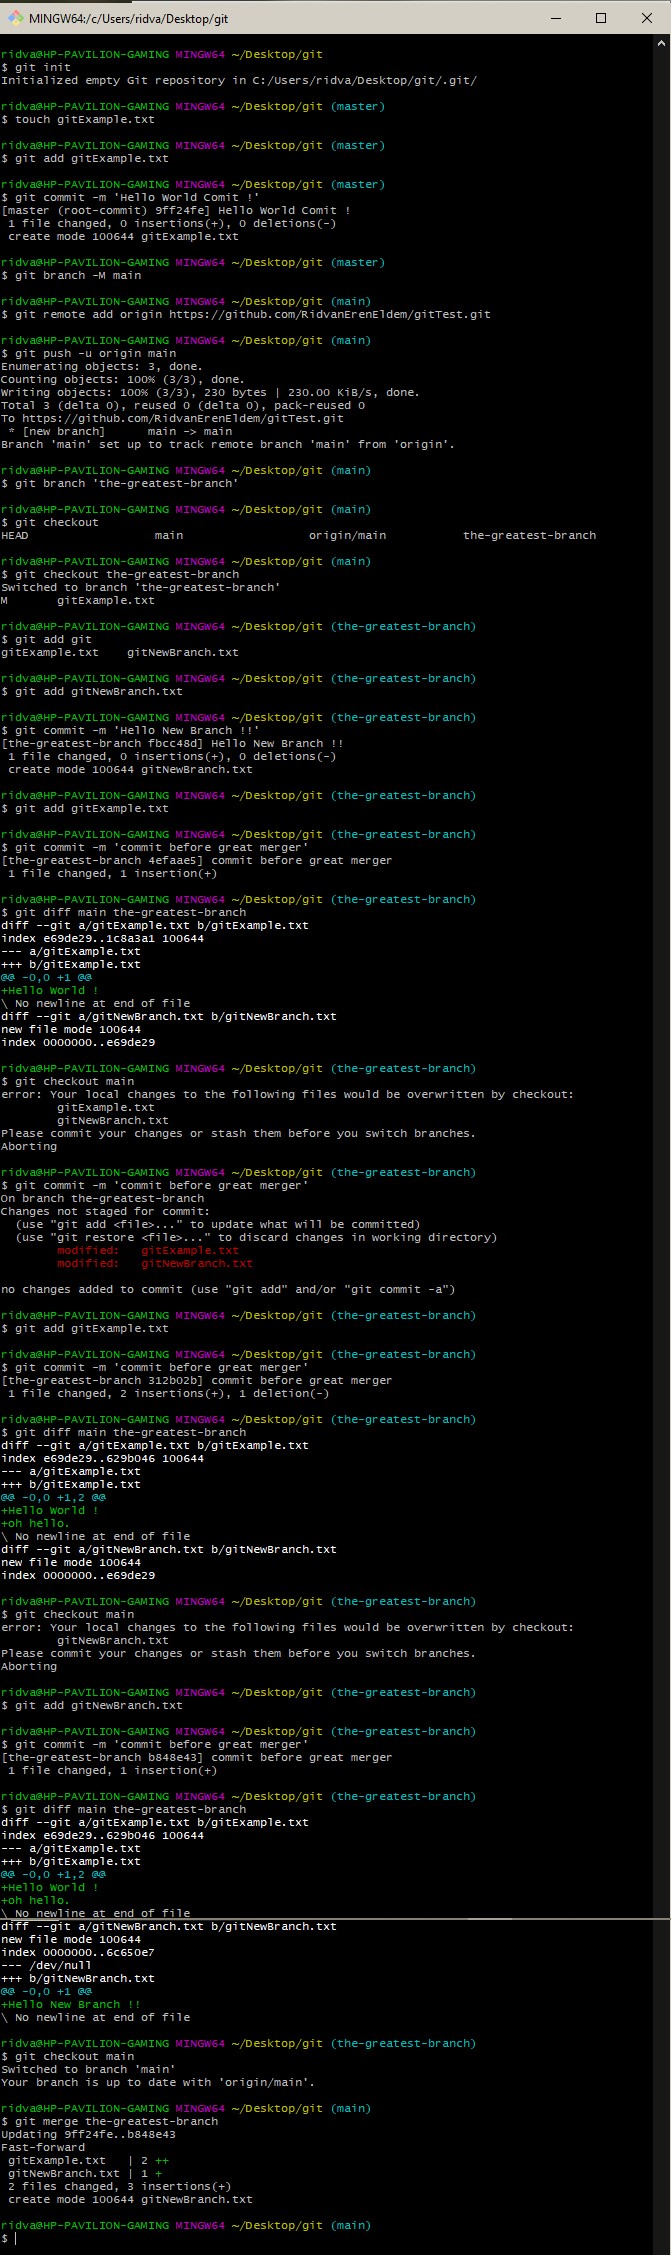 MINGW64:/c/Users/ridva/Desktop/git
ridva@HP-PAVILION-GAMING MINGW64 ~/Desktop/git
$ git init
Initialized empty Git repository in C:/Users/ridva/Desktop/git/.git/
ridva@HP-PAVILION-GAMING MINGW64 ~/Desktop/git (master)
$ touch gitExample.txt
ridva@HP-PAVILION-GAMING MINGW64 ~/Desktop/git (master)
$ git add gitExample.txt
ridva@HP-PAVILION-GAMING MINGW64 ~/Desktop/git (master)
$ git commit -m 'Hello World Comit !'
[master (root-commit) 9ff24fe] Hello World Comit !
 1 file changed, 0 insertions(+), 0 deletions(-)
 create mode 100644 gitExample.txt
ridva@HP-PAVILION-GAMING MINGW64 ~/Desktop/git (master)
$ git branch -M main
ridva@HP-PAVILION-GAMING MINGW64 ~/Desktop/git (main)
$ git remote add origin https://github.com/RidvanErenEldem/gitTest.git
ridva@HP-PAVILION-GAMING MINGW64 ~/Desktop/git (main)
$ git push -u origin main
Enumerating objects: 3, done.
Counting objects: 100% (3/3), done.
Writing objects: 100% (3/3), 230 bytes | 230.00 KiB/s, done.
Total 3 (delta 0), reused 0 (delta 0), pack-reused 0
To https://github.com/RidvanErenEldem/gitTest.git
 * [new branch]      main -> main
Branch 'main' set up to track remote branch 'main' from 'origin'.
ridva@HP-PAVILION-GAMING MINGW64 ~/Desktop/git (main)
$ git branch 'the-greatest-branch'
ridva@HP-PAVILION-GAMING MINGW64 ~/Desktop/git (main)
$ git checkout
HEAD                  main                  origin/main           the-greatest-branch
ridva@HP-PAVILION-GAMING MINGW64 ~/Desktop/git (main)
$ git checkout the-greatest-branch
Switched to branch 'the-greatest-branch'
M       gitExample.txt
ridva@HP-PAVILION-GAMING MINGW64 ~/Desktop/git (the-greatest-branch)
$ git add git
gitExample.txt    gitNewBranch.txt
ridva@HP-PAVILION-GAMING MINGW64 ~/Desktop/git (the-greatest-branch)
$ git add gitNewBranch.txt
ridva@HP-PAVILION-GAMING MINGW64 ~/Desktop/git (the-greatest-branch)
$ git commit -m 'Hello New Branch !!'
[the-greatest-branch fbcc48d] Hello New Branch !!
 1 file changed, 0 insertions(+), 0 deletions(-)
 create mode 100644 gitNewBranch.txt
ridva@HP-PAVILION-GAMING MINGW64 ~/Desktop/git (the-greatest-branch)
$ git add gitExample.txt
ridva@HP-PAVILION-GAMING MINGW64 ~/Desktop/git (the-greatest-branch)
$ git commit -m 'commit before great merger'
[the-greatest-branch 4efaae5] commit before great merger
 1 file changed, 1 insertion(+)
ridva@HP-PAVILION-GAMING MINGW64 ~/Desktop/git (the-greatest-branch)
$ git diff main the-greatest-branch
diff --git a/gitExample.txt b/gitExample.txt
index e69de29..1c8a3a1 100644
--- a/gitExample.txt
+++ b/gitExample.txt
@@ -0,0 +1 @@
+Hello World !
\ No newline at end of file
diff --git a/gitNewBranch.txt b/gitNewBranch.txt
new file mode 100644
index 0000000..e69de29
ridva@HP-PAVILION-GAMING MINGW64 ~/Desktop/git (the-greatest-branch)
$ git checkout main
error: Your local changes to the following files would be overwritten by checkout:
        gitExample.txt
        gitNewBranch.txt
Please commit your changes or stash them before you switch branches.
Aborting
ridva@HP-PAVILION-GAMING MINGW64 ~/Desktop/git (the-greatest-branch)
$ git commit -m 'commit before great merger'
On branch the-greatest-branch
Changes not staged for commit:
  (use "git add <file>..." to update what will be committed)
  (use "git restore <file>..." to discard changes in working directory)
        modified:   gitExample.txt
        modified:   gitNewBranch.txt
no changes added to commit (use "git add" and/or "git commit -a")
ridva@HP-PAVILION-GAMING MINGW64 ~/Desktop/git (the-greatest-branch)
$ git add gitExample.txt
ridva@HP-PAVILION-GAMING MINGW64 ~/Desktop/git (the-greatest-branch)
$ git commit -m 'commit before great merger'
[the-greatest-branch 312b02b] commit before great merger
 1 file changed, 2 insertions(+), 1 deletion(-)
ridva@HP-PAVILION-GAMING MINGW64 ~/Desktop/git (the-greatest-branch)
$ git diff main the-greatest-branch
diff --git a/gitExample.txt b/gitExample.txt
index e69de29..629b046 100644
--- a/gitExample.txt
+++ b/gitExample.txt
@@ -0,0 +1,2 @@
+Hello World !
+oh hello.
\ No newline at end of file
diff --git a/gitNewBranch.txt b/gitNewBranch.txt
new file mode 100644
index 0000000..e69de29
ridva@HP-PAVILION-GAMING MINGW64 ~/Desktop/git (the-greatest-branch)
$ git checkout main
error: Your local changes to the following files would be overwritten by checkout:
        gitNewBranch.txt
Please commit your changes or stash them before you switch branches.
Aborting
ridva@HP-PAVILION-GAMING MINGW64 ~/Desktop/git (the-greatest-branch)
$ git add gitNewBranch.txt
ridva@HP-PAVILION-GAMING MINGW64 ~/Desktop/git (the-greatest-branch)
$ git commit -m 'commit before great merger'
[the-greatest-branch b848e43] commit before great merger
 1 file changed, 1 insertion(+)
ridva@HP-PAVILION-GAMING MINGW64 ~/Desktop/git (the-greatest-branch)
$ git diff main the-greatest-branch
diff --git a/gitExample.txt b/gitExample.txt
index e69de29..629b046 100644
--- a/gitExample.txt
+++ b/gitExample.txt
@@ -0,0 +1,2 @@
+Hello World !
+oh hello.
\ No newline at end of file
diff --git a/gitNewBranch.txt b/gitNewBranch.txt
new file mode 100644
index 0000000..6c650e7
--- /dev/null
+++ b/gitNewBranch.txt
@@ -0,0 +1 @@
+Hello New Branch !!
\ No newline at end of file
ridva@HP-PAVILION-GAMING MINGW64 ~/Desktop/git (the-greatest-branch)
$ git checkout main
Switched to branch 'main'
Your branch is up to date with 'origin/main'.
ridva@HP-PAVILION-GAMING MINGW64 ~/Desktop/git (main)
$ git merge the-greatest-branch
Updating 9ff24fe..b848e43
Fast-forward
 gitExample.txt   | 2 ++
 gitNewBranch.txt | 1 +
 2 files changed, 3 insertions(+)
 create mode 100644 gitNewBranch.txt
ridva@HP-PAVILION-GAMING MINGW64 ~/Desktop/git (main)
$